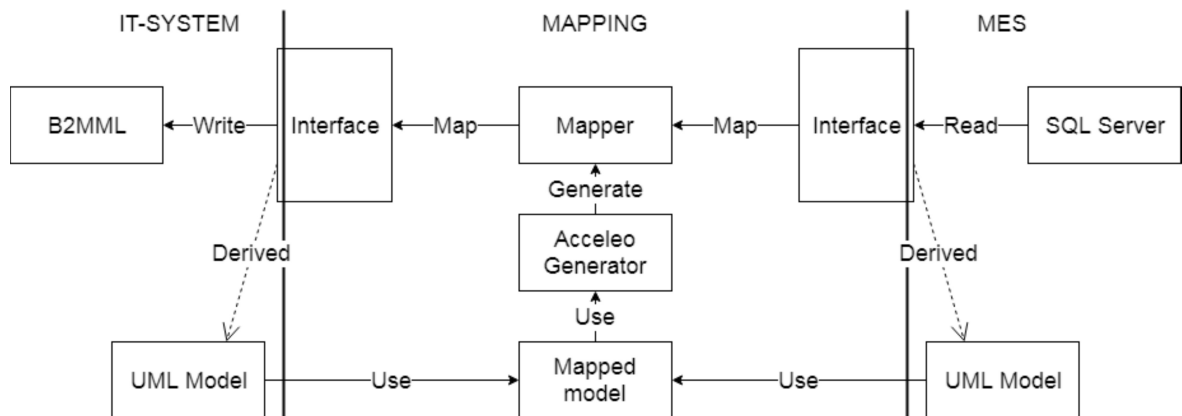 IT-SYSTEM
MAPPING
MES
B2MML
Write
Interface
Map
Mapper
Map
Interface
Read
SQL Server
Generate
Acceleo
Generator
Derived
Derived
Use
UML Model
Use
Mapped
model
Use
UML Model